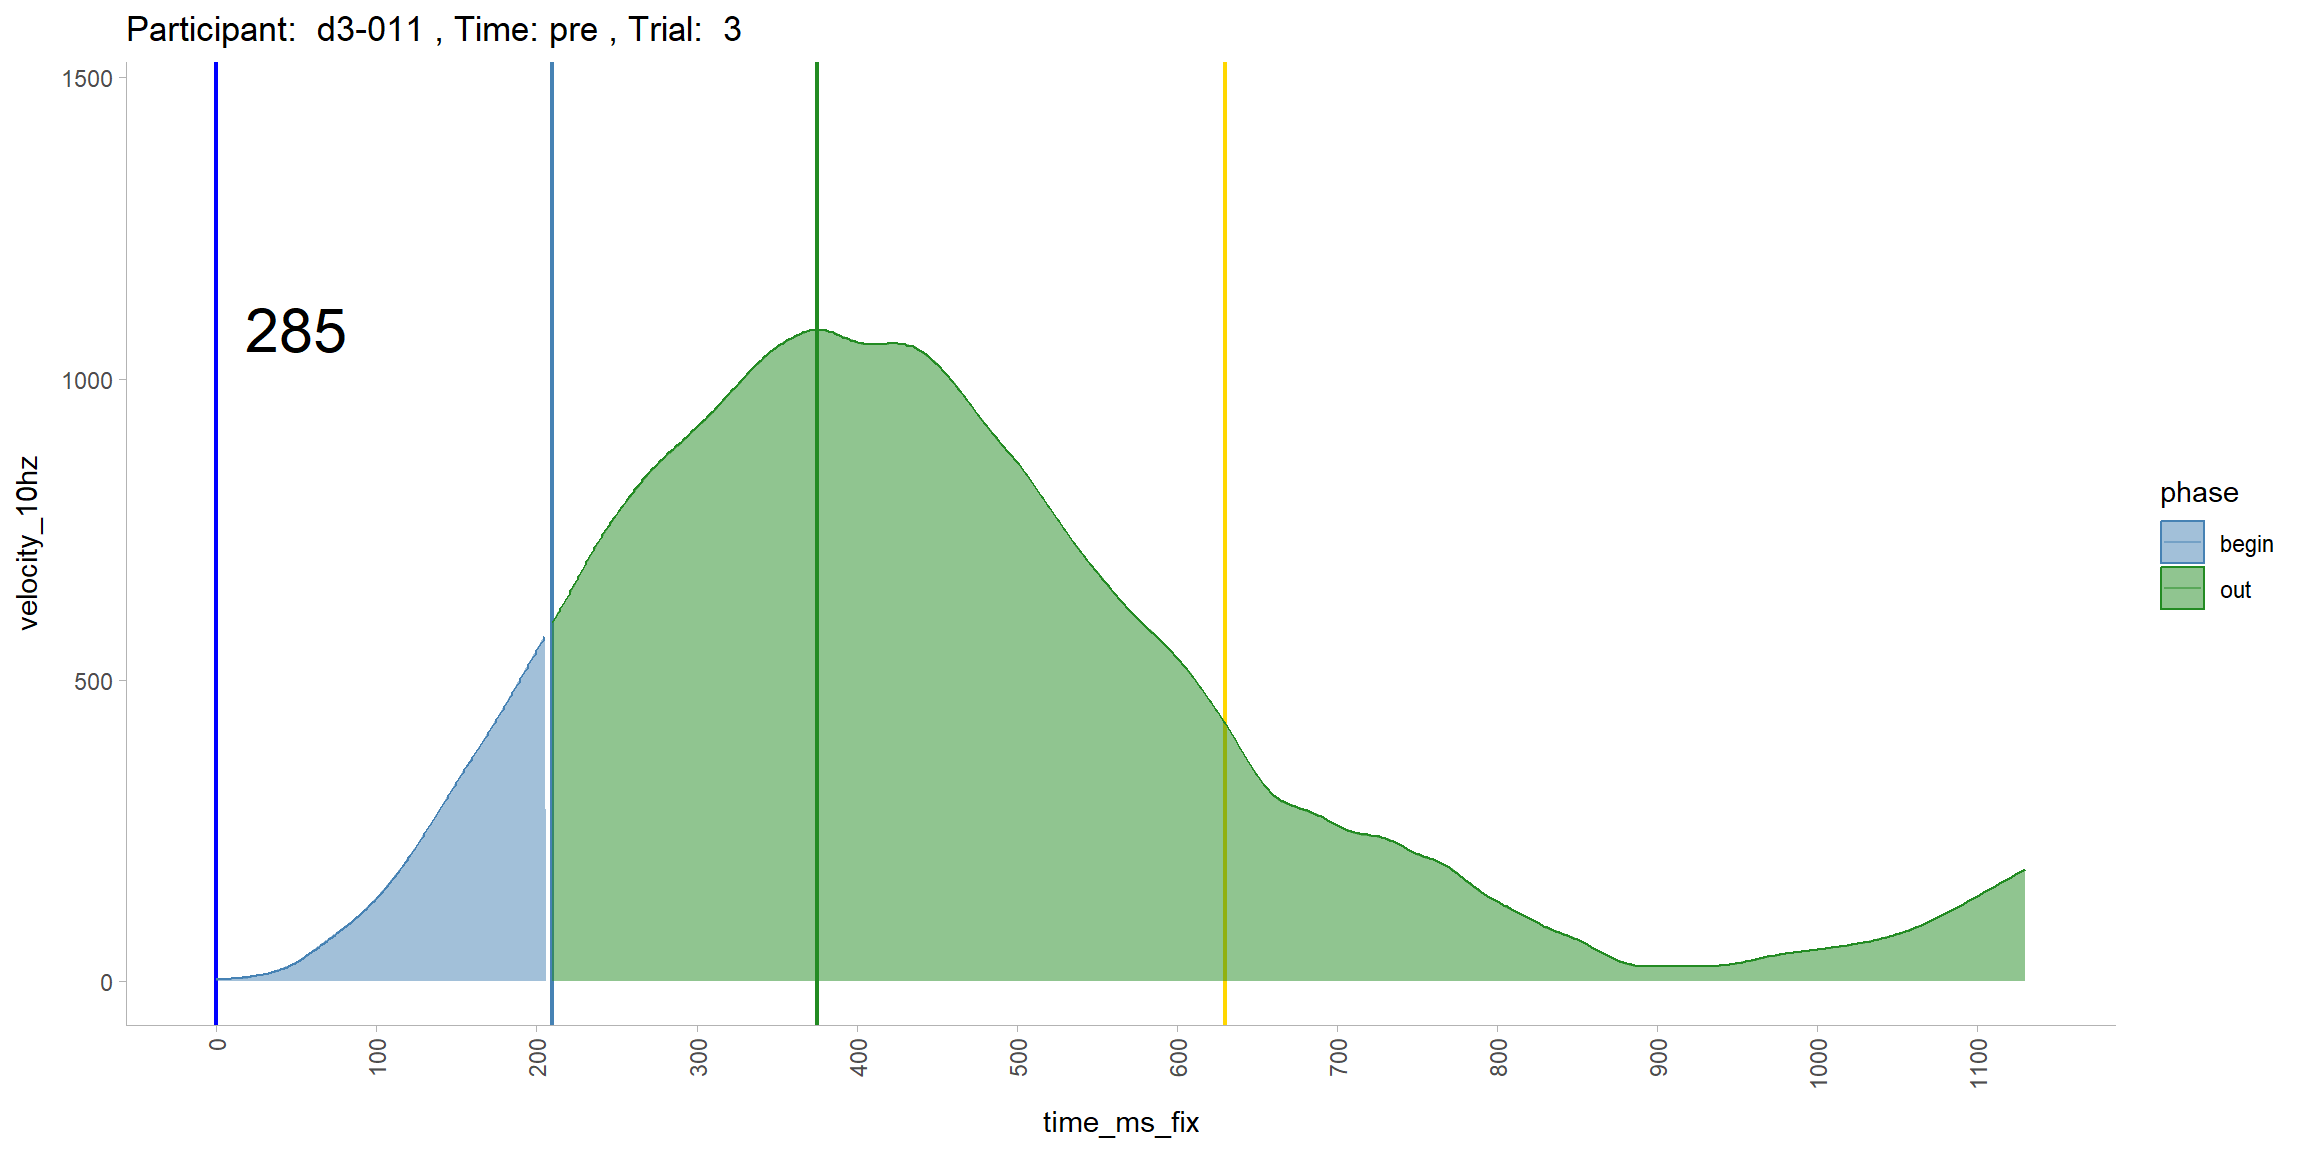 Participant:  d3-011 , Time: pre , Trial:  3
1500
1000
500
0
285
velocity_10hz
0 100 200 300 400 500 600 700 800 900 1000 1100
time_ms_fix
phase
begin
out